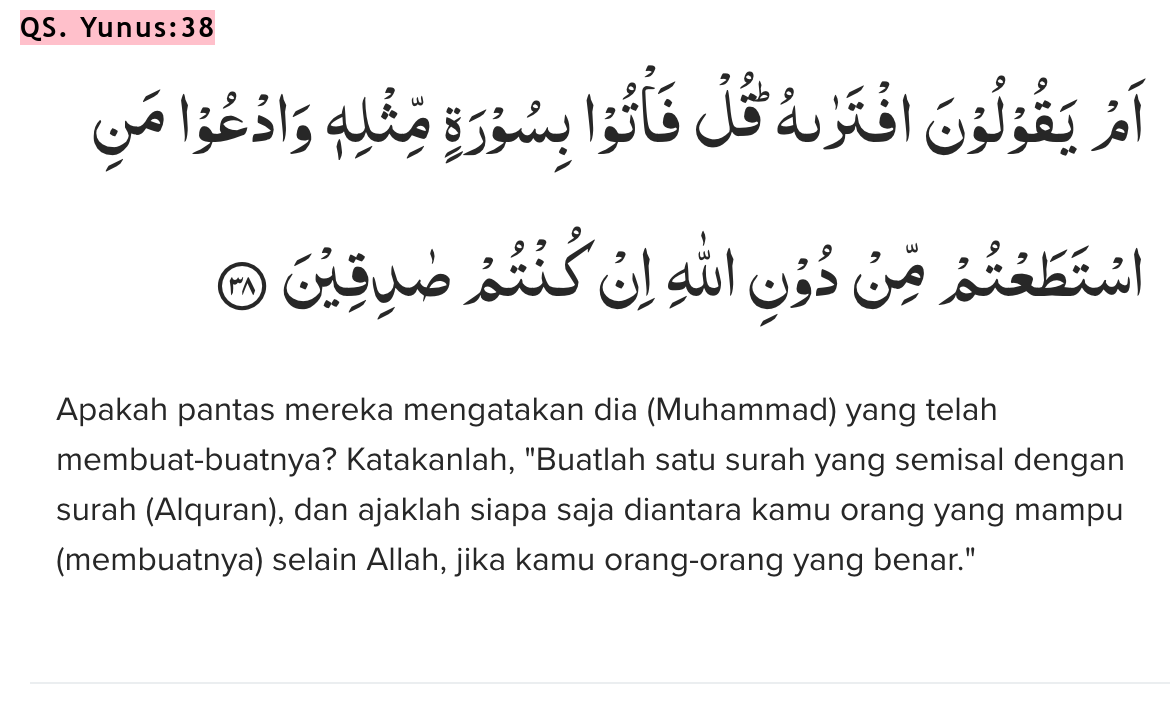 QS. Yunus:38
اَمْ يَقُوْلُوْنَ افْتَرٰىهُ ۗ قُلْ فَأْتُوْا بِسُوْرَةٍ مِّثْلِهٖ وَادْعُوْا مَنِ
اسْتَطَعْتُمْ مِّنْ دُوْنِ اللّٰهِ اِنْ كُنْتُمْ صٰدِقِيْنَ ٣٨
Apakah pantas mereka mengatakan dia (Muhammad) yang telah
membuat-buatnya? Katakanlah, "Buatlah satu surah yang semisal dengan
surah (Alquran), dan ajaklah siapa saja diantara kamu orang yang mampu
(membuatnya) selain Allah, jika kamu orang-orang yang benar."